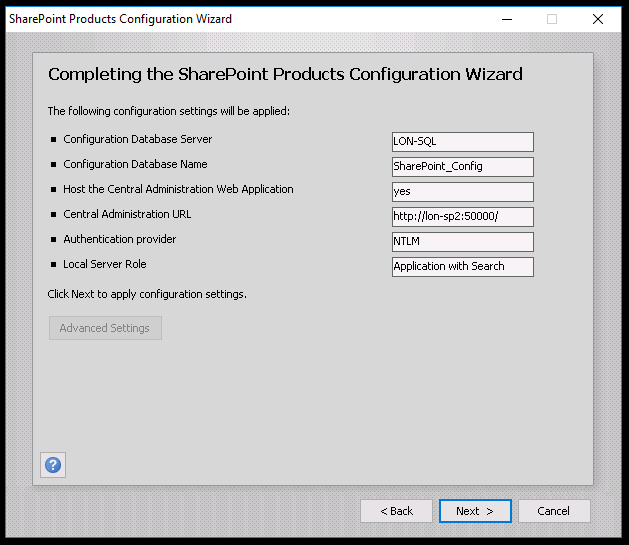 SharePoint Products Configuration Wizard
Completing the SharePoint Products Configuration Wizard
The following configuration settings will be applied:
Configuration Database Server LON-SQL
Configuration Database Name SharePoint_Config
Host the Central Administration Web Application yes
Central Administration URL http://lon-sp2:50000/
Authentication provider NTLM
Local Server Role Application with Search
Click Next to apply configuration settings.
Advanced Settings
?
< Back Next > Cancel